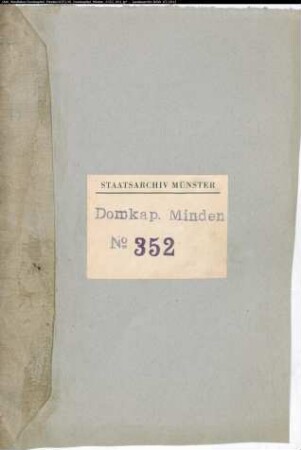 STAATSARCHIV MÜNSTER
Domkap. Minden
No 352